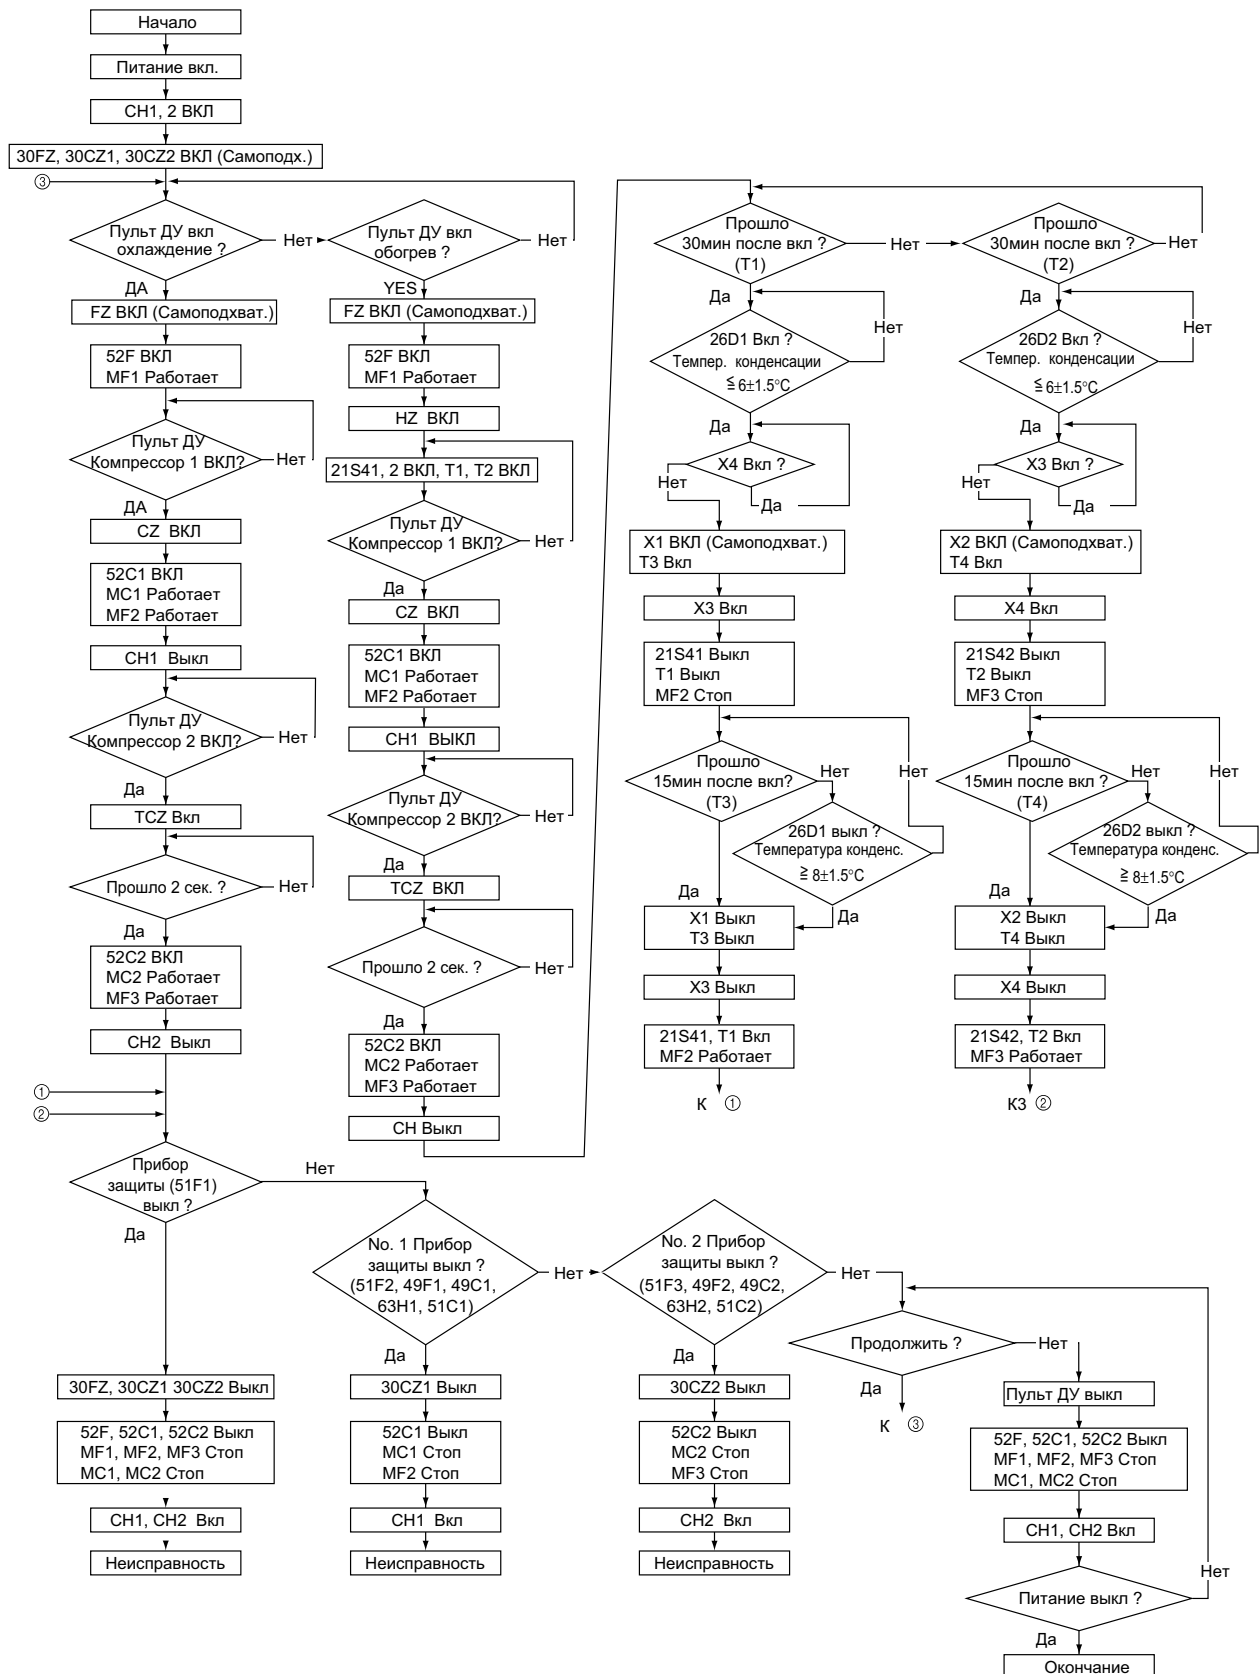 Начало
Питание вкл.
CH1, 2 ВКЛ
30FZ, 30CZ1, 30CZ2 ВКЛ (Самоподх.)
③
Пульт ДУ вкл
охлаждение ?
Нет
Пульт ДУ вкл
обогрев ?
Нет
ДА
FZ ВКЛ (Самоподхват.)
52F ВКЛ
MF1 Работает
Пульт ДУ
Компрессор 1 ВКЛ?
Нет
ДА
CZ ВКЛ
52C1 ВКЛ
MC1 Работает
MF2 Работает
CH1 Выкл
Пульт ДУ
Компрессор 2 ВКЛ?
Нет
Да
TCZ Вкл
Прошло 2 сек. ?
Нет
Да
52C2 ВКЛ
MC2 Работает
MF3 Работает
CH2 Выкл
①
②
YES
FZ ВКЛ (Самоподхват.)
52F ВКЛ
MF1 Работает
HZ ВКЛ
21S41, 2 ВКЛ, T1, T2 ВКЛ
Пульт ДУ
Компрессор 1 ВКЛ?
Нет
Да
CZ ВКЛ
52C1 ВКЛ
MC1 Работает
MF2 Работает
CH1 ВЫКЛ
Пульт ДУ
Компрессор 2 ВКЛ?
Нет
Да
TCZ ВКЛ
Прошло 2 сек. ?
Нет
Да
52C2 ВКЛ
MC2 Работает
MF3 Работает
CH Выкл
Прошло
30мин после вкл ?
(T1)
Нет
Да
26D1 Вкл ?
Темпер. конденсации
≦ 6±1.5°C
Нет
Да
X4 Вкл ?
Нет
Да
X1 ВКЛ (Самоподхват.)
T3 Вкл
X3 Вкл
21S41 Выкл
T1 Выкл
MF2 Стоп
Прошло
15мин после вкл?
(T3)
Нет
Нет
26D1 выкл ?
Температура конденс.
≧ 8±1.5°C
Да
Да
X1 Выкл
T3 Выкл
X3 Выкл
21S41, T1 Вкл
MF2 Работает
К ①
Прошло
30мин после вкл ?
(T2)
Нет
Да
26D2 Вкл ?
Темпер. конденсации
≦ 6±1.5°C
Нет
Да
X3 Вкл ?
Нет
Да
X2 ВКЛ (Самоподхват.)
T4 Вкл
X4 Вкл
21S42 Выкл
T2 Выкл
MF3 Стоп
Прошло
15мин после вкл ?
(T4)
Нет
Нет
26D2 выкл ?
Температура конденс.
≧ 8±1.5°C
Да
Да
X2 Выкл
T4 Выкл
X4 Выкл
21S42, T2 Вкл
MF3 Работает
К3 ②
Прибор
защиты (51F1)
выкл ?
Нет
Да
30FZ, 30CZ1 30CZ2 Выкл
52F, 52C1, 52C2 Выкл
MF1, MF2, MF3 Стоп
MC1, MC2 Стоп
CH1, CH2 Вкл
Неисправность
No. 1 Прибор
защиты выкл ?
(51F2, 49F1, 49C1,
63H1, 51C1)
Нет
Да
30CZ1 Выкл
52C1 Выкл
MC1 Стоп
MF2 Стоп
CH1 Вкл
Неисправность
No. 2 Прибор
защиты выкл ?
(51F3, 49F2, 49C2,
63H2, 51C2)
Нет
Да
30CZ2 Выкл
52C2 Выкл
MC2 Стоп
MF3 Стоп
CH2 Вкл
Неисправность
Продолжить ?
Нет
Да
К ③
Пульт ДУ выкл
52F, 52C1, 52C2 Выкл
MF1, MF2, MF3 Стоп
MC1, MC2 Стоп
CH1, CH2 Вкл
Питание выкл ?
Нет
Да
Окончание